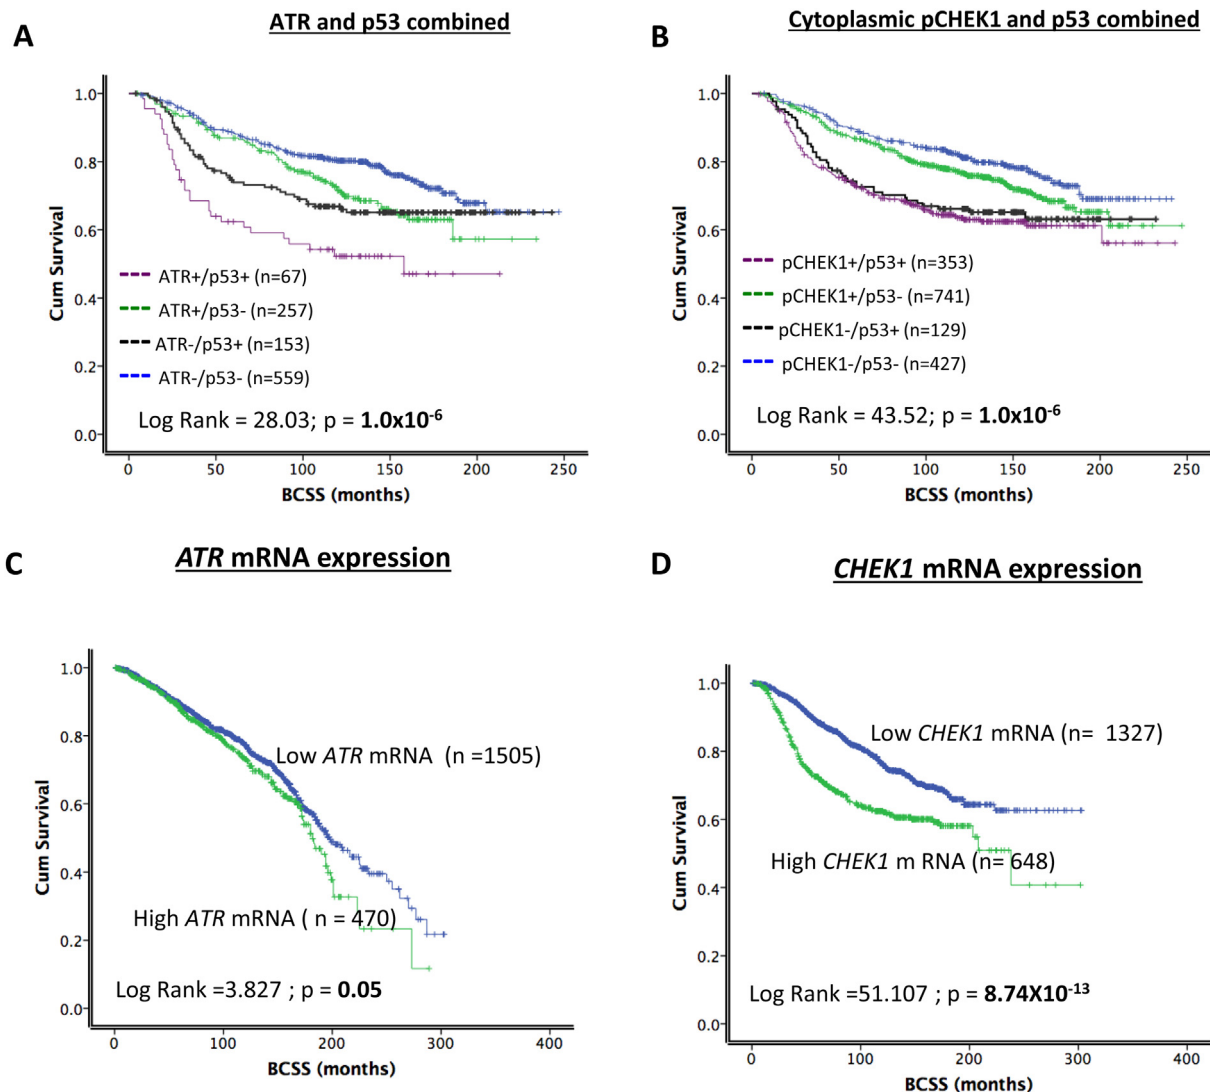 A
ATR and p53 combined
Cum Survival
1.0
0.8
0.6
0.4
0.2
0.0
ATR+/p53+ (n=67)
ATR+/p53- (n=257)
ATR-/p53+ (n=153)
ATR-/p53- (n=559)
Log Rank = 28.03; p = 1.0x10-6
0 50 100 150 200 250
BCSS (months)
B
Cytoplasmic pCHEK1 and p53 combined
Cum Survival
1.0
0.8
0.6
0.4
0.2
0.0
pCHEK1+/p53+ (n=353)
pCHEK1+/p53- (n=741)
pCHEK1-/p53+ (n=129)
pCHEK1-/p53- (n=427)
Log Rank = 43.52; p = 1.0x10-6
0 50 100 150 200 250
BCSS (months)
C
ATR mRNA expression
Cum Survival
1.0
0.8
0.6
0.4
0.2
0.0
Low ATR mRNA (n =1505)
High ATR mRNA ( n = 470)
Log Rank =3.827 ; p = 0.05
0 100 200 300 400
BCSS (months)
D
CHEK1 mRNA expression
Cum Survival
1.0
0.8
0.6
0.4
0.2
0.0
Low CHEK1 mRNA (n= 1327)
High CHEK1 m RNA (n= 648)
Log Rank =51.107 ; p = 8.74X10-13
0 100 200 300 400
BCSS (months)